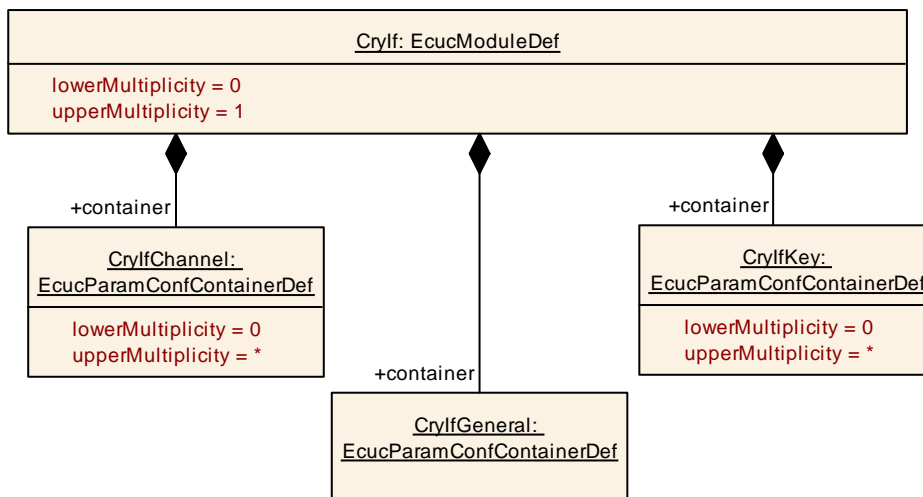 CryIf: EcucModuleDef
lowerMultiplicity = 0
upperMultiplicity = 1
+container
+container
CryIfChannel:
EcucParamConfContainerDef
lowerMultiplicity = 0
upperMultiplicity = *
CryIfKey:
EcucParamConfContainerDef
lowerMultiplicity = 0
upperMultiplicity = *
+container
CryIfGeneral:
EcucParamConfContainerDef